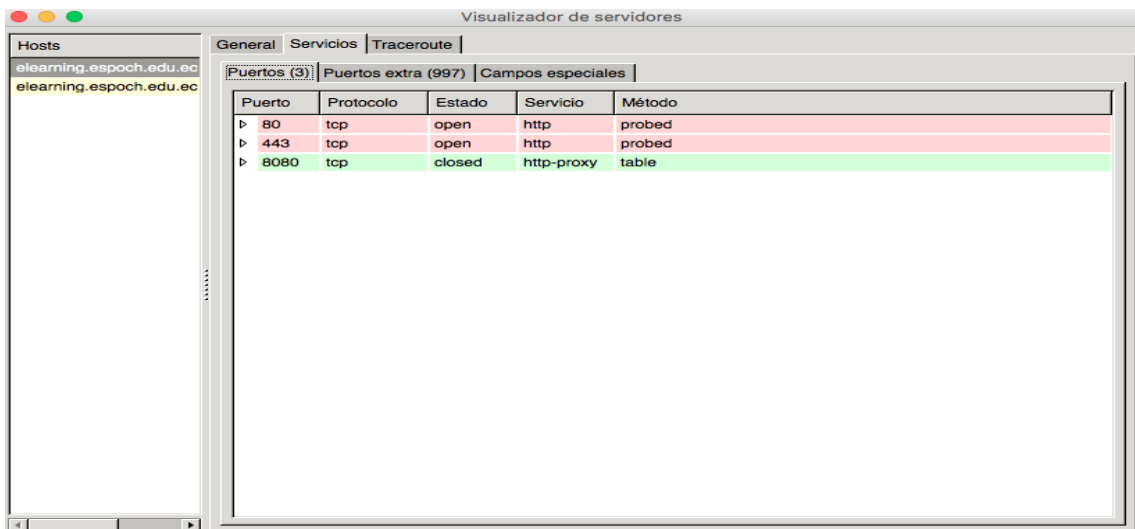 Visualizador de servidores
Hosts
elearning.espoch.edu.ec
elearning.espoch.edu.ec
General Servicios Traceroute
Puertos (3) Puertos extra (997) Campos especiales
Puerto Protocolo Estado Servicio Método
80 tcp open http probed
443 tcp open http probed
8080 tcp closed http-proxy table